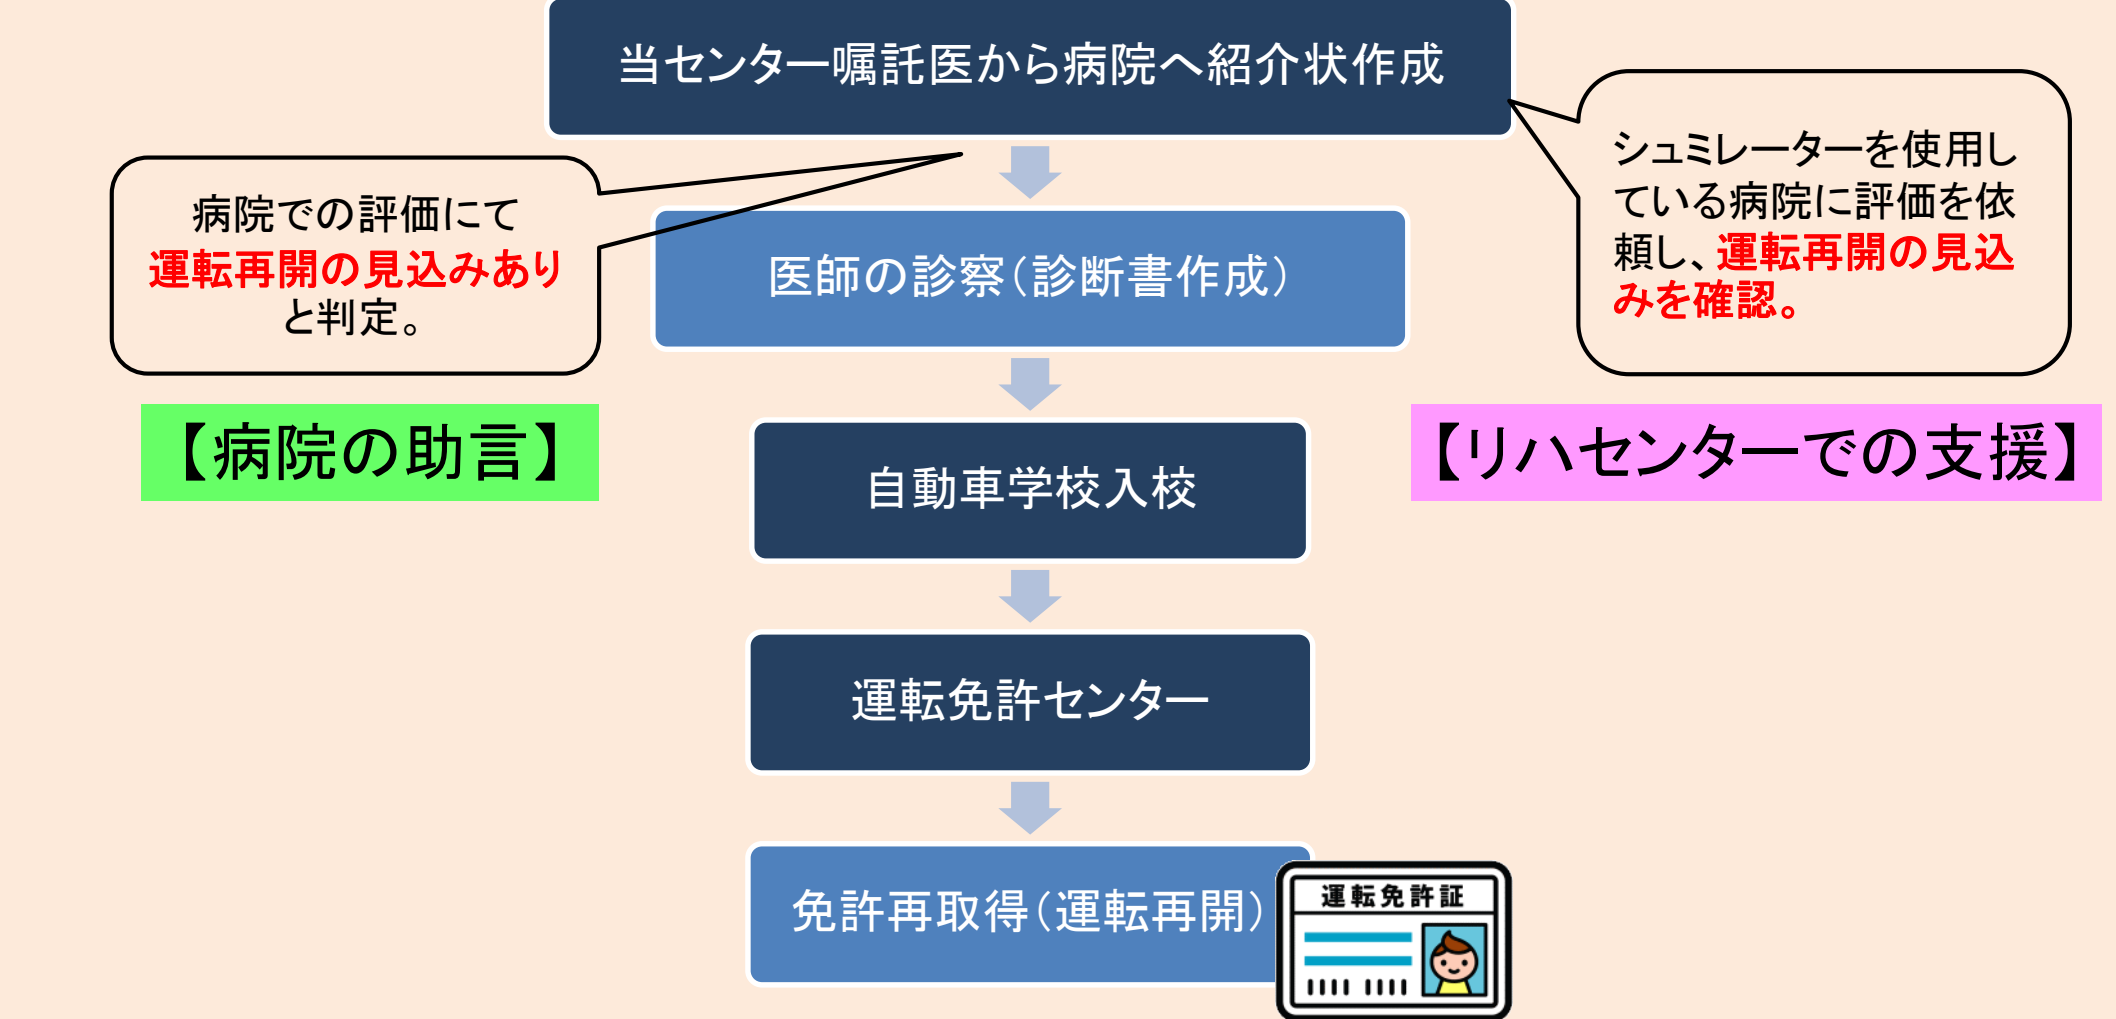 当センター嘱託医から病院へ紹介状作成
病院での評価にて
運転再開の見込みあり
と判定。
シュミレーターを使用し
ている病院に評価を依
頼し、運転再開の見込
みを確認。
医師の診察（診断書作成）
【病院の助言】
【リハセンターでの支援】
自動車学校入校
運転免許センター
免許再取得（運転再開）
運転免許証